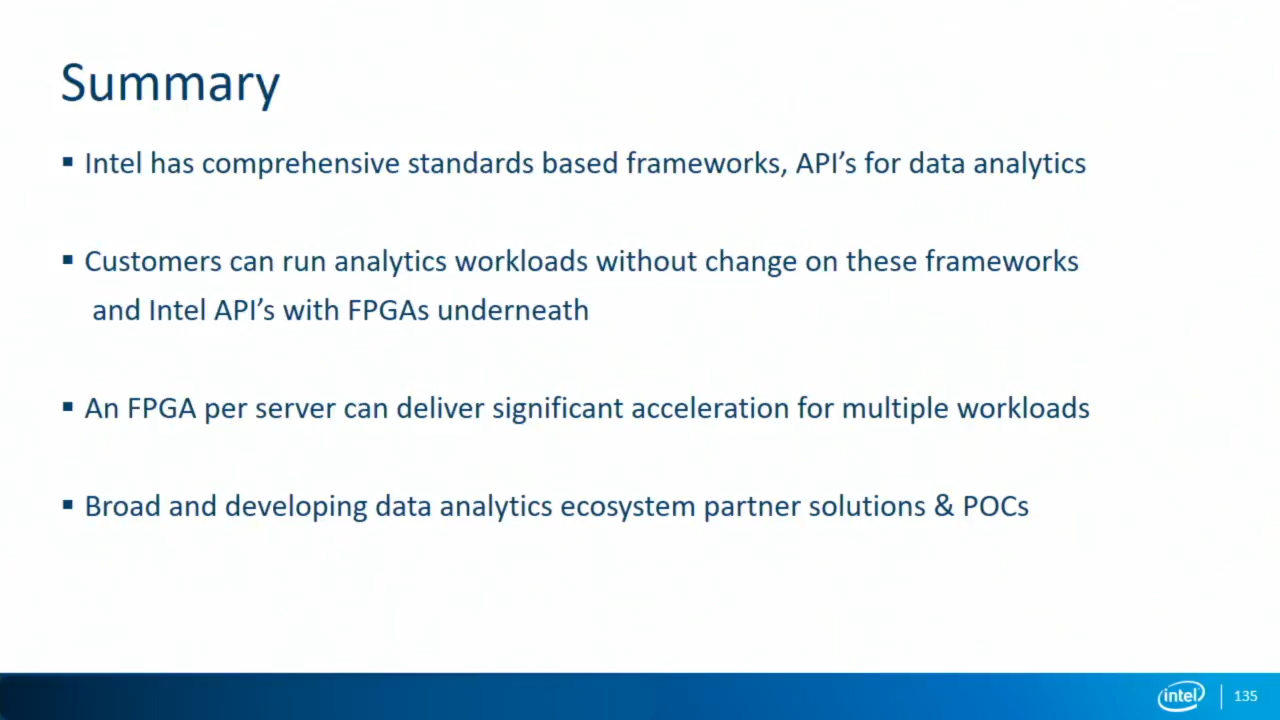 Summary
▪ Intel has comprehensive standards based frameworks, API’s for data analytics
▪ Customers can run analytics workloads without change on these frameworks
and Intel API’s with FPGAs underneath
▪ An FPGA per server can deliver significant acceleration for multiple workloads
▪ Broad and developing data analytics ecosystem partner solutions & POCs
intel
135